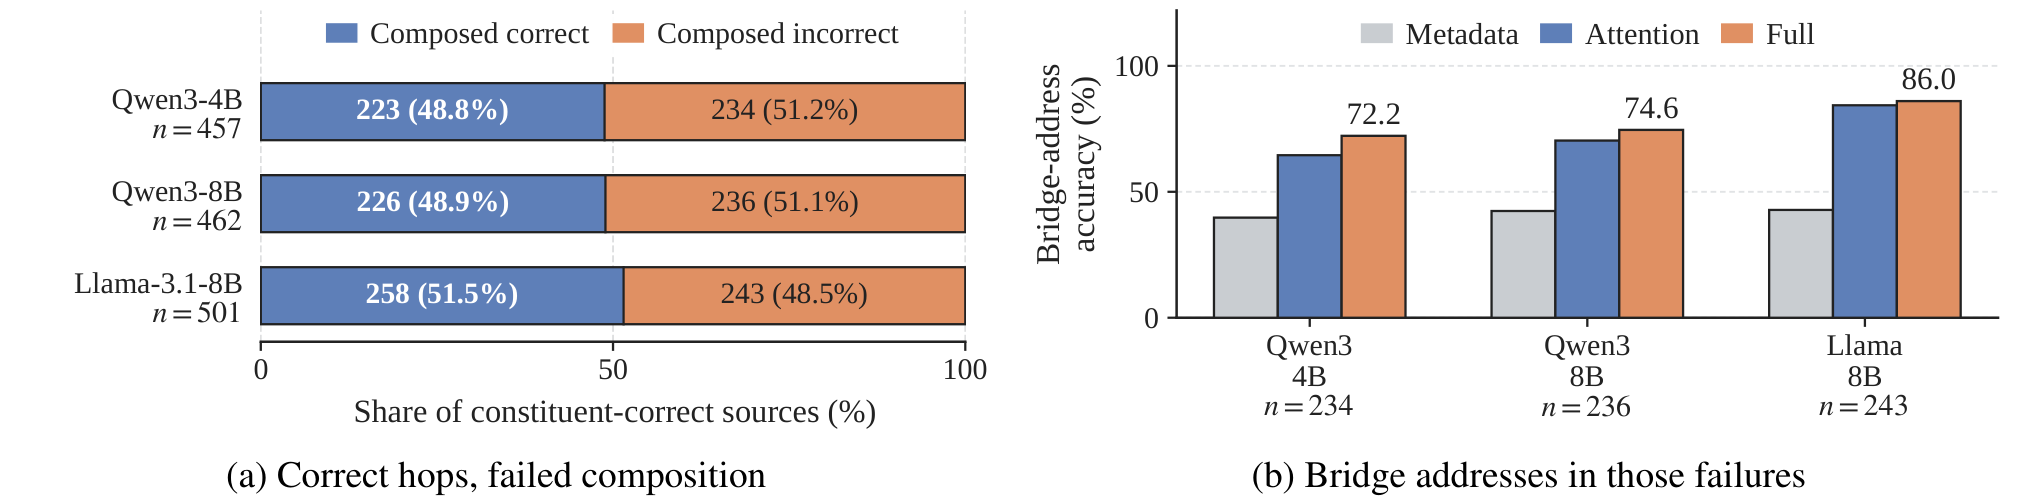 Composed correct
Composed incorrect
Qwen3-4B
n = 457
223 (48.8%)
234 (51.2%)
Qwen3-8B
n = 462
226 (48.9%)
236 (51.1%)
Llama-3.1-8B
n = 501
258 (51.5%)
243 (48.5%)
0
50
100
Share of constituent-correct sources (%)
(a) Correct hops, failed composition
Metadata
Attention
Full
Bridge-address
accuracy (%)
100
50
0
72.2
74.6
86.0
Qwen3
4B
n = 234
Qwen3
8B
n = 236
Llama
8B
n = 243
(b) Bridge addresses in those failures